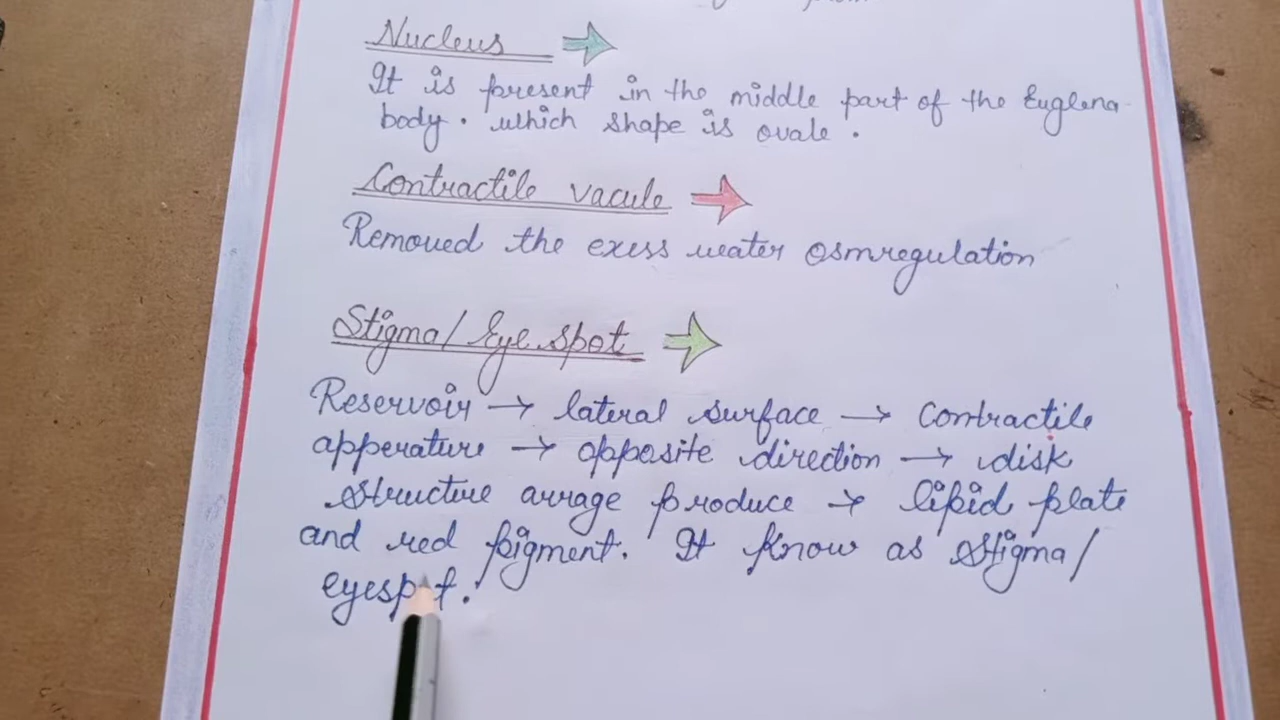 Nucleus
It is present in the middle part of the Euglena
body. which shape is ovale.
Contractile vacule
Removed the exess weater osmregulation
Stigma/ Eye spot
Reservoir → lateral surface → Contractile
apperature → opposite direction → disk
structure arrage produce → lipid plate
and red pigment. It know as Stigma/
eyespot.